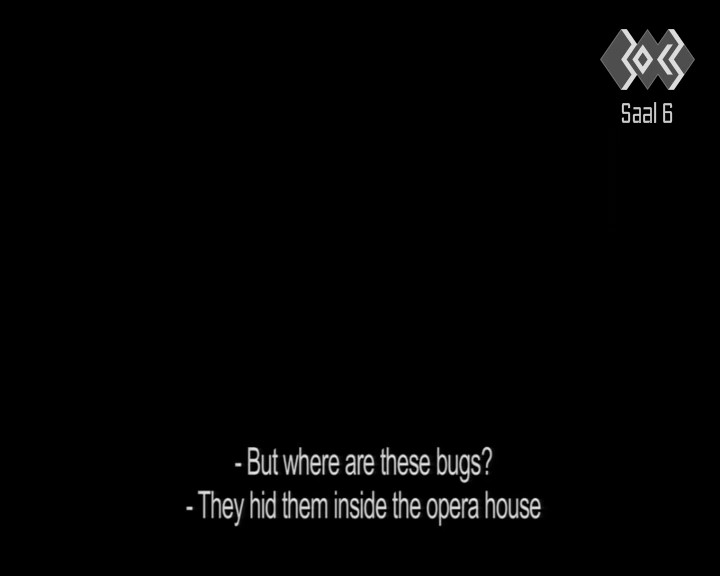 Saal 6
- But where are these bugs?
- They hid them inside the opera house